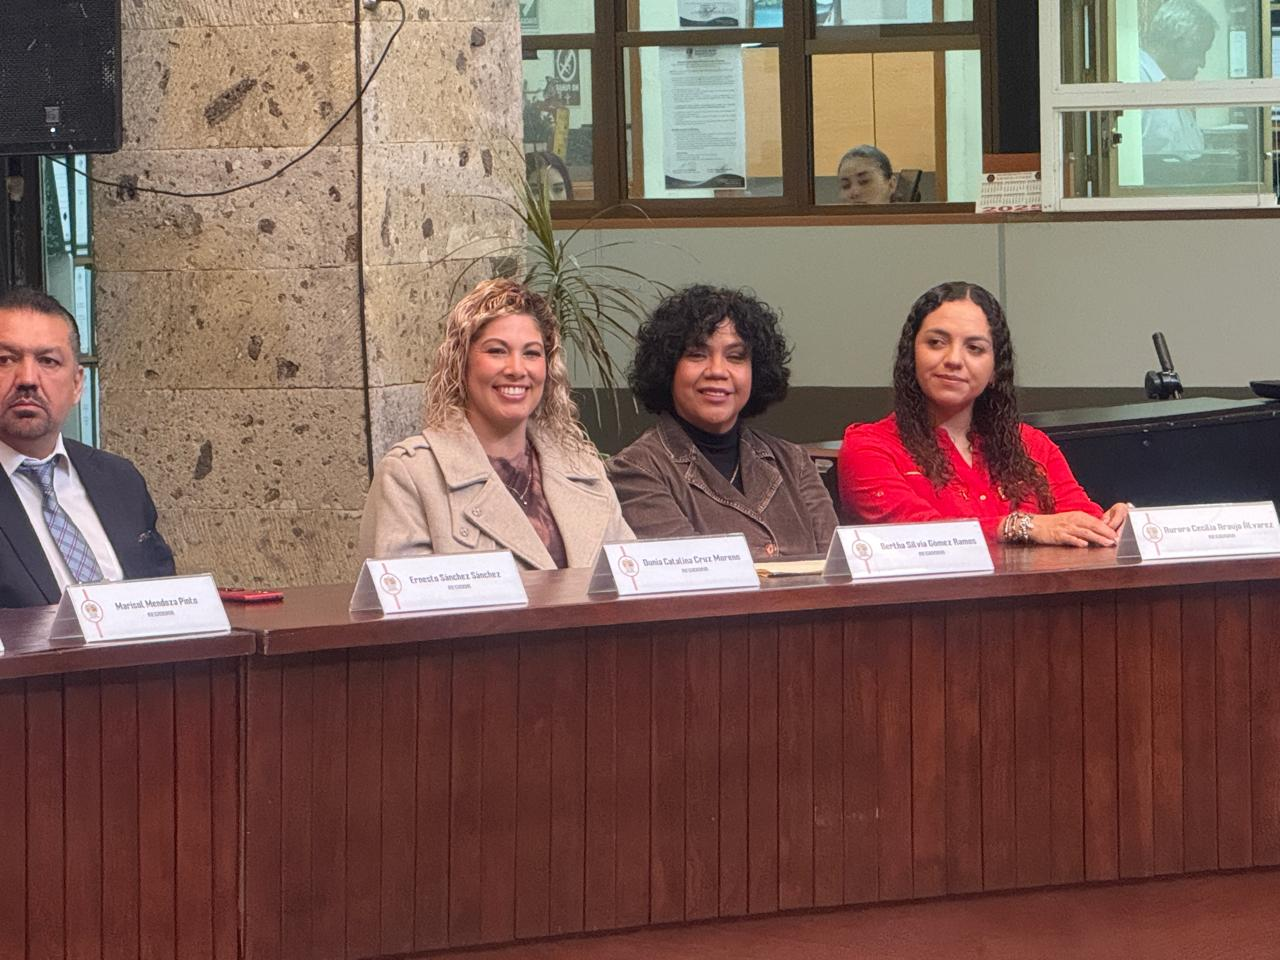 2025
Marisol Mendoza Pinto
REGIDORA
Ernesto Sánchez Sánchez
REGIDOR
Dunia Catalina Cruz Moreno
REGIDORA
Bertha Silvia Gómez Ramos
REGIDORA
Aurora Cecilia Araujo Álvarez
REGIDORA